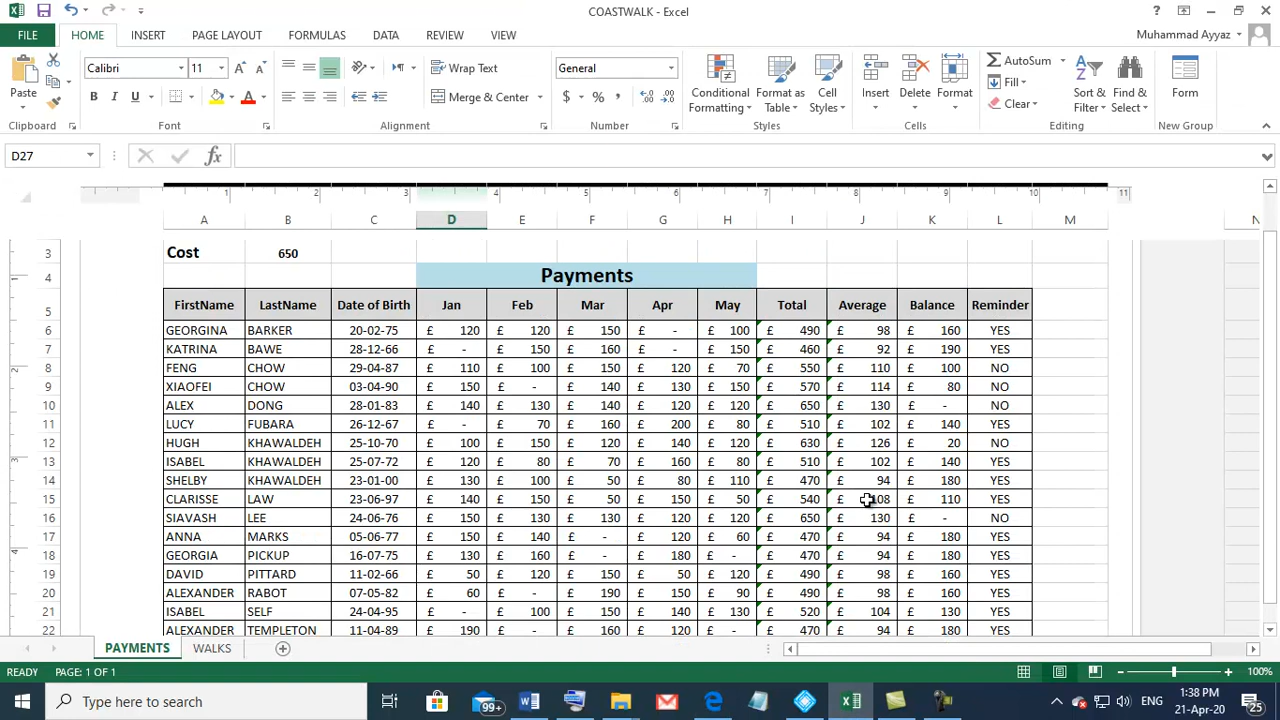 COASTWALK - Excel
FILE HOME INSERT PAGE LAYOUT FORMULAS DATA REVIEW VIEW Muhammad Ayyaz
Calibri 11 Wrap Text General AutoSum
Paste Conditional Format as Cell Insert Delete Format Fill Sort & Find & Form
B I U Merge & Center $ % Formatting Table Styles Clear Filter Select
Clipboard Font Alignment Number Styles Cells Editing New Group
D27 fx
1 2 3 4 5 6 7 8 9 10 11
A B C D E F G H I J K L M N
3 Cost 650
4 Payments
5 FirstName LastName Date of Birth Jan Feb Mar Apr May Total Average Balance Reminder
6 GEORGINA BARKER 20-02-75 £ 120 £ 120 £ 150 £ - £ 100 £ 490 £ 98 £ 160 YES
7 KATRINA BAWE 28-12-66 £ - £ 150 £ 160 £ - £ 150 £ 460 £ 92 £ 190 YES
8 FENG CHOW 29-04-87 £ 110 £ 100 £ 150 £ 120 £ 70 £ 550 £ 110 £ 100 NO
9 XIAOFEI CHOW 03-04-90 £ 150 £ - £ 140 £ 130 £ 150 £ 570 £ 114 £ 80 NO
10 ALEX DONG 28-01-83 £ 140 £ 130 £ 140 £ 120 £ 120 £ 650 £ 130 £ - NO
11 LUCY FUBARA 26-12-67 £ - £ 70 £ 160 £ 200 £ 80 £ 510 £ 102 £ 140 YES
12 HUGH KHAWALDEH 25-10-70 £ 100 £ 150 £ 120 £ 140 £ 120 £ 630 £ 126 £ 20 NO
13 ISABEL KHAWALDEH 25-07-72 £ 120 £ 80 £ 70 £ 160 £ 80 £ 510 £ 102 £ 140 YES
14 SHELBY KHAWALDEH 23-01-00 £ 130 £ 100 £ 50 £ 80 £ 110 £ 470 £ 94 £ 180 YES
15 CLARISSE LAW 23-06-97 £ 140 £ 150 £ 50 £ 150 £ 50 £ 540 £ 108 £ 110 YES
16 SIAVASH LEE 24-06-76 £ 150 £ 130 £ 130 £ 120 £ 120 £ 650 £ 130 £ - NO
17 ANNA MARKS 05-06-77 £ 150 £ 140 £ - £ 120 £ 60 £ 470 £ 94 £ 180 YES
18 GEORGIA PICKUP 16-07-75 £ 130 £ 160 £ - £ 180 £ - £ 470 £ 94 £ 180 YES
19 DAVID PITTARD 11-02-66 £ 50 £ 120 £ 150 £ 50 £ 120 £ 490 £ 98 £ 160 YES
20 ALEXANDER RABOT 07-05-82 £ 60 £ - £ 190 £ 150 £ 90 £ 490 £ 98 £ 160 YES
21 ISABEL SELF 24-04-95 £ - £ 100 £ 150 £ 140 £ 130 £ 520 £ 104 £ 130 YES
22 ALEXANDER TEMPLETON 11-04-89 £ 190 £ - £ 160 £ 120 £ - £ 470 £ 94 £ 180 YES
PAYMENTS WALKS
READY PAGE: 1 OF 1 100%
Type here to search 99+ ENG 1:38 PM
21-Apr-20 25